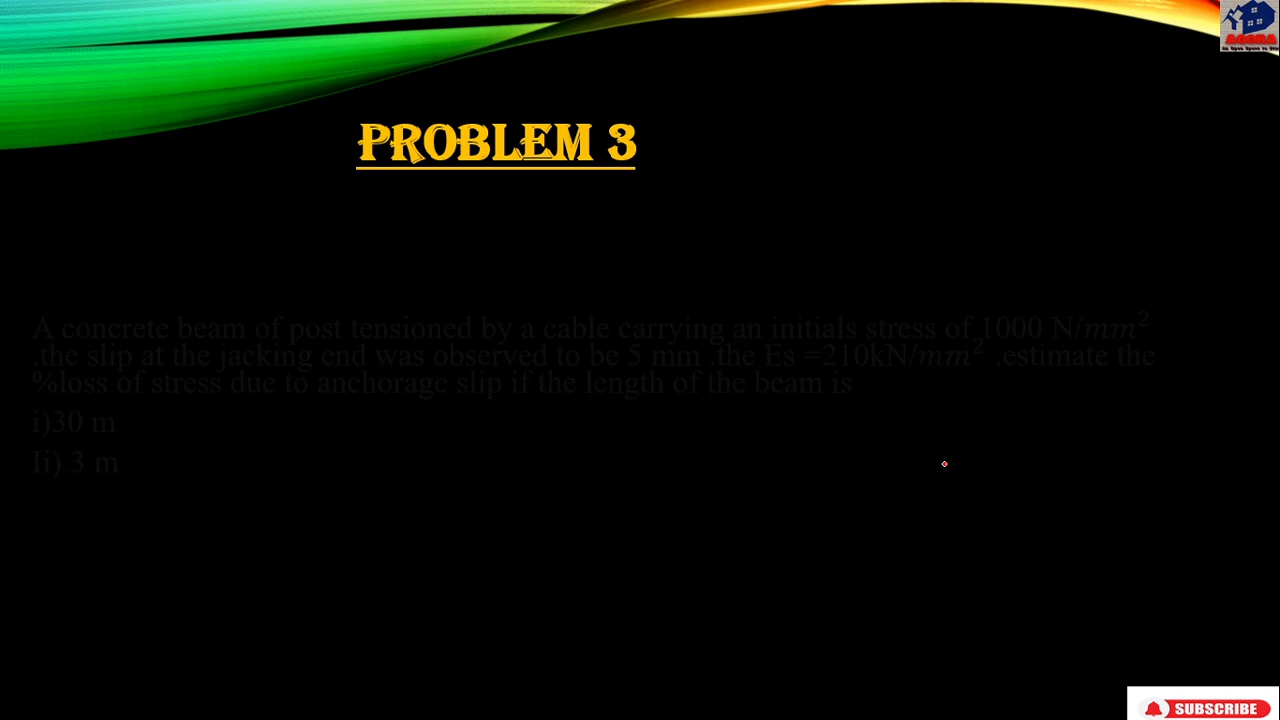 AGORA
PROBLEM 3
A concrete beam of post tensioned by a cable carrying an initials stress of 1000 N/mm²
.the slip at the jacking end was observed to be 5 mm .the Es =210kN/mm² .estimate the
%loss of stress due to anchorage slip if the length of the beam is
i)30 m
Ii) 3 m
SUBSCRIBE